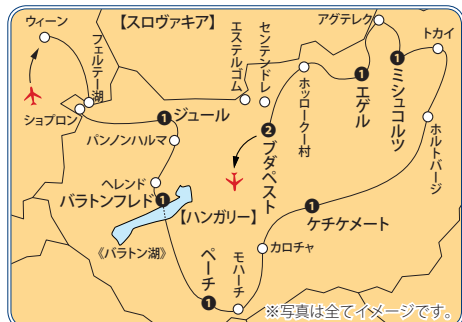 ウィーン
【スロヴァキア】
アグテレク
トカイ
フェルテー湖
エステルゴム
センテンドレ
ショプロン
1
ジュール
ホッロークー村
1
エゲル
1
ミシュコルツ
パンノンハルマ
2
ブダペスト
ホルトバージ
ヘレンド
バラトンフレド
1
【ハンガリー】
1
ケチケメート
《バラトン湖》
ペーチ
1
モハーチ
カロチャ
※写真は全てイメージです。